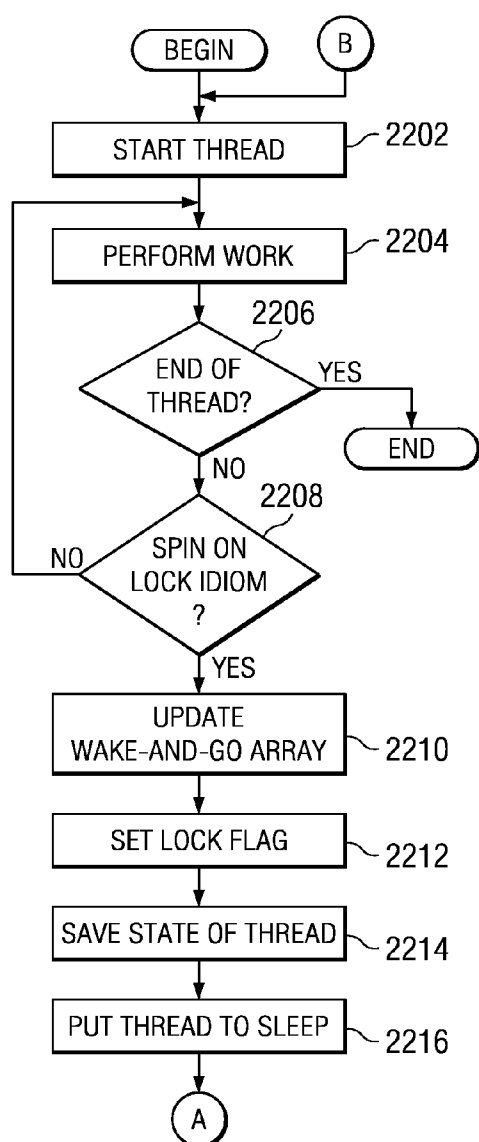 BEGIN
B
START THREAD
2202
PERFORM WORK
2204
2206
END OF
THREAD?
YES
END
NO
2208
NO
SPIN ON
LOCK IDIOM
?
YES
UPDATE
WAKE-AND-GO ARRAY
2210
SET LOCK FLAG
2212
SAVE STATE OF THREAD
2214
PUT THREAD TO SLEEP
2216
A